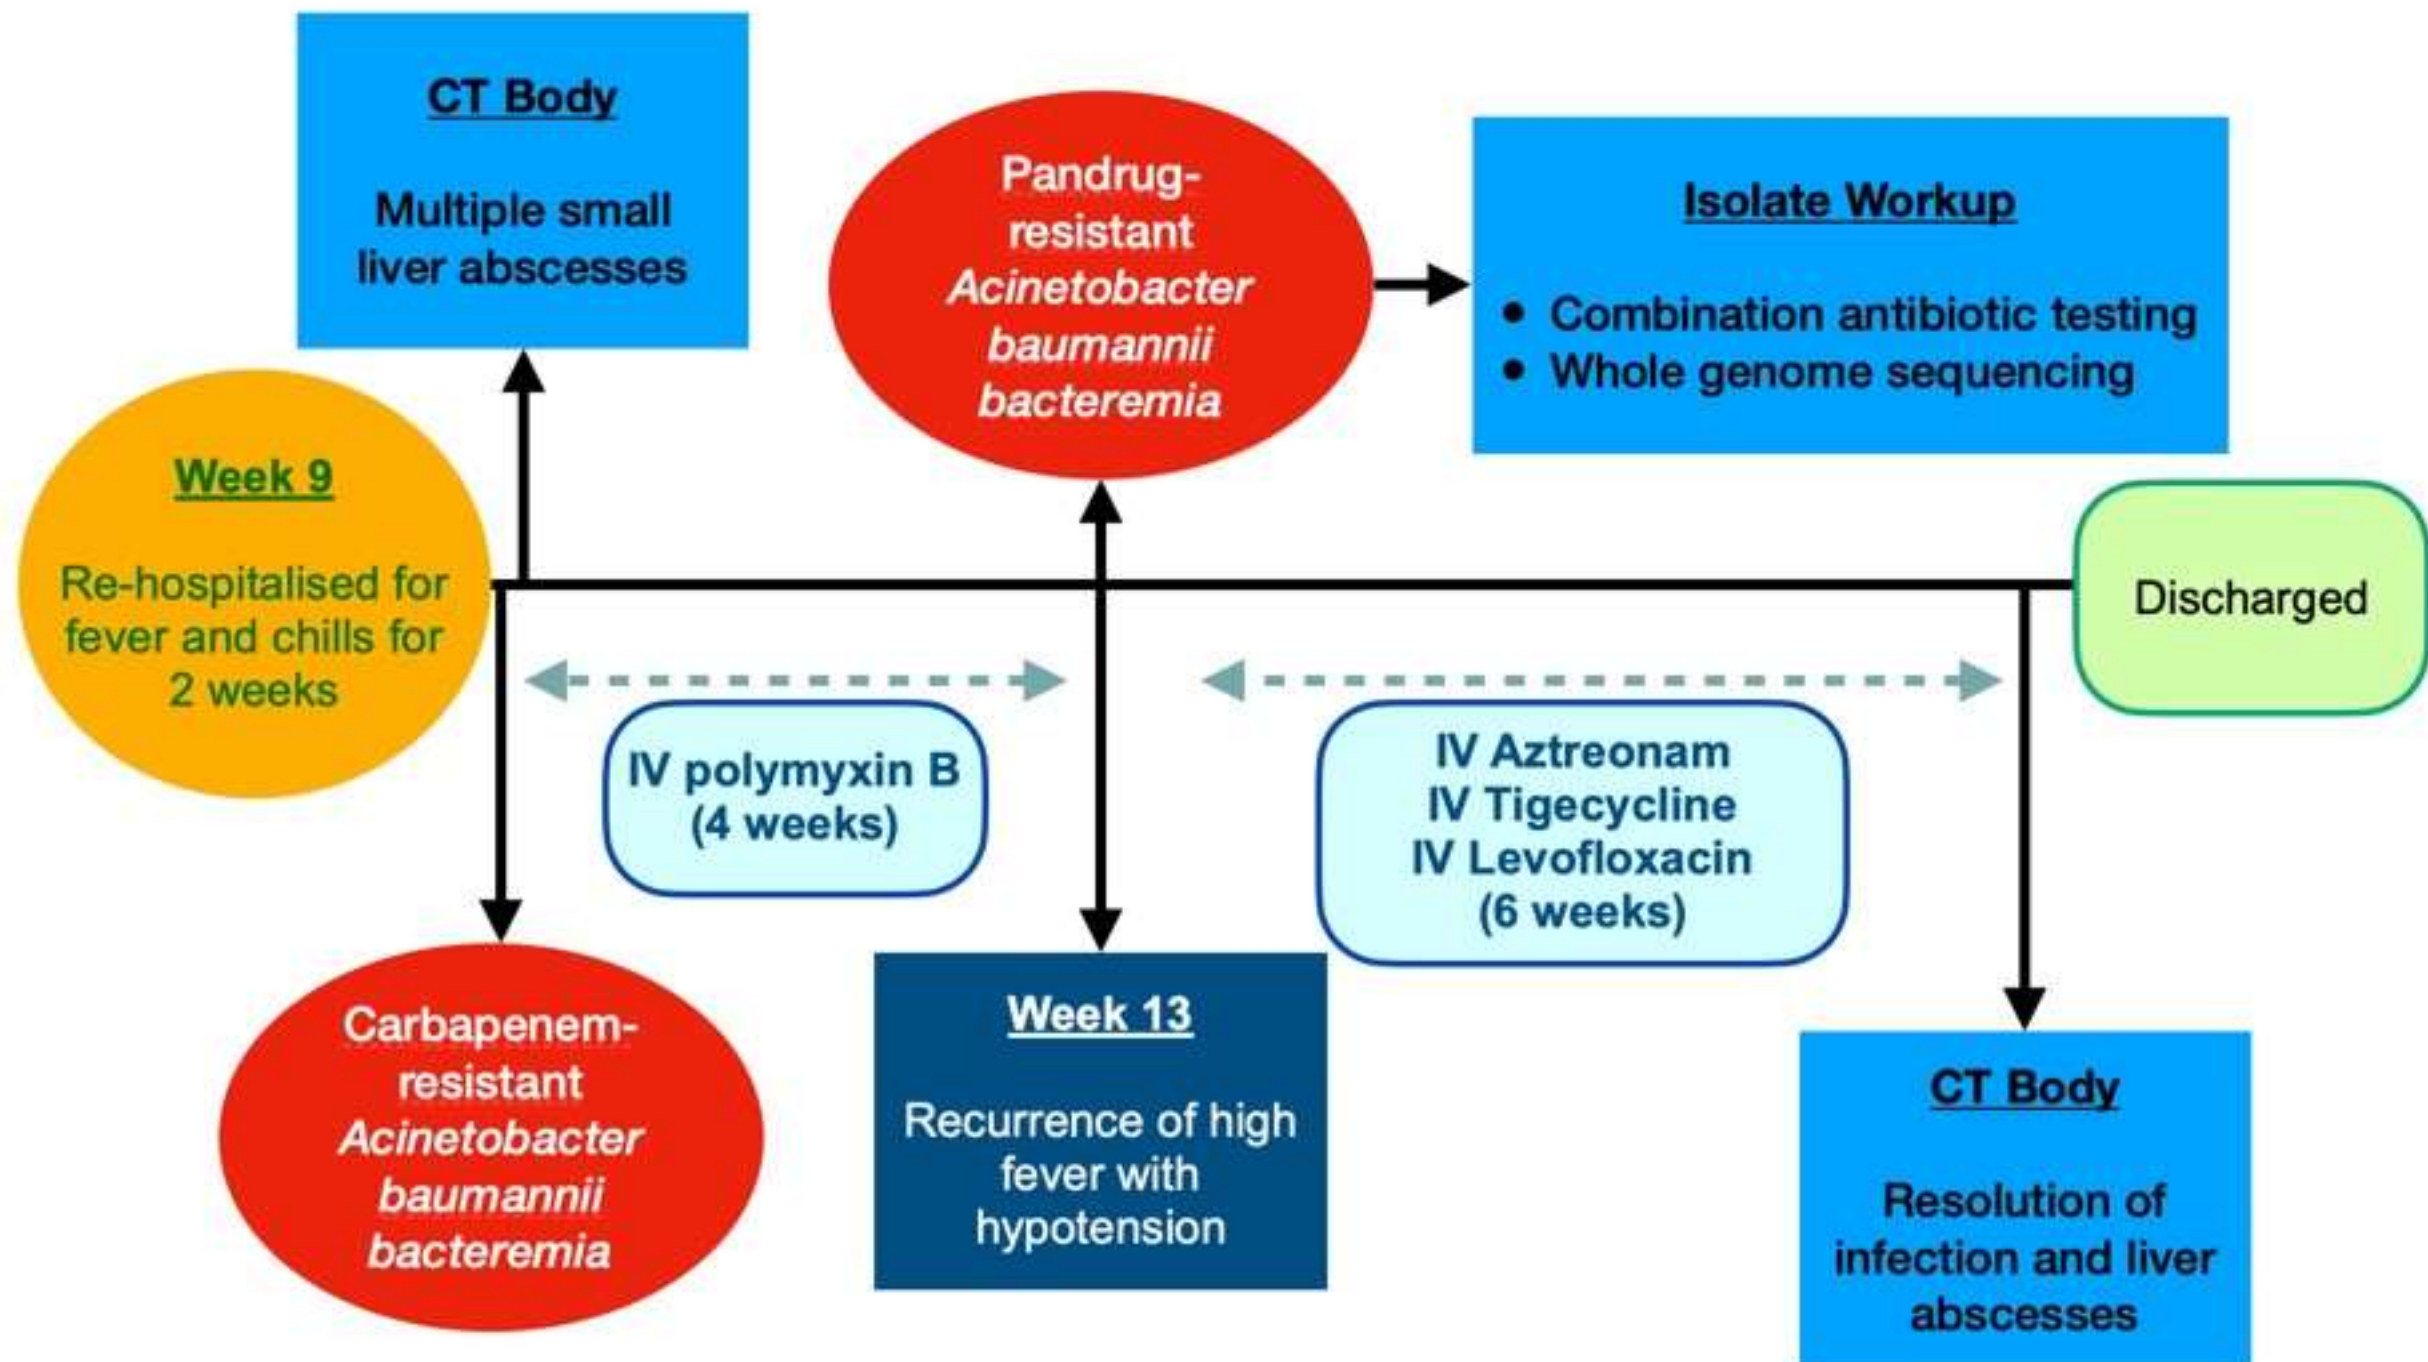 CT Body
Multiple small
liver abscesses
Pandrug-
resistant
Acinetobacter
baumannii
bacteremia
Isolate Workup
• Combination antibiotic testing
• Whole genome sequencing
Week 9
Re-hospitalised for
fever and chills for
2 weeks
Discharged
IV polymyxin B
(4 weeks)
IV Aztreonam
IV Tigecycline
IV Levofloxacin
(6 weeks)
Carbapenem-
resistant
Acinetobacter
baumannii
bacteremia
Week 13
Recurrence of high
fever with
hypotension
CT Body
Resolution of
infection and liver
abscesses